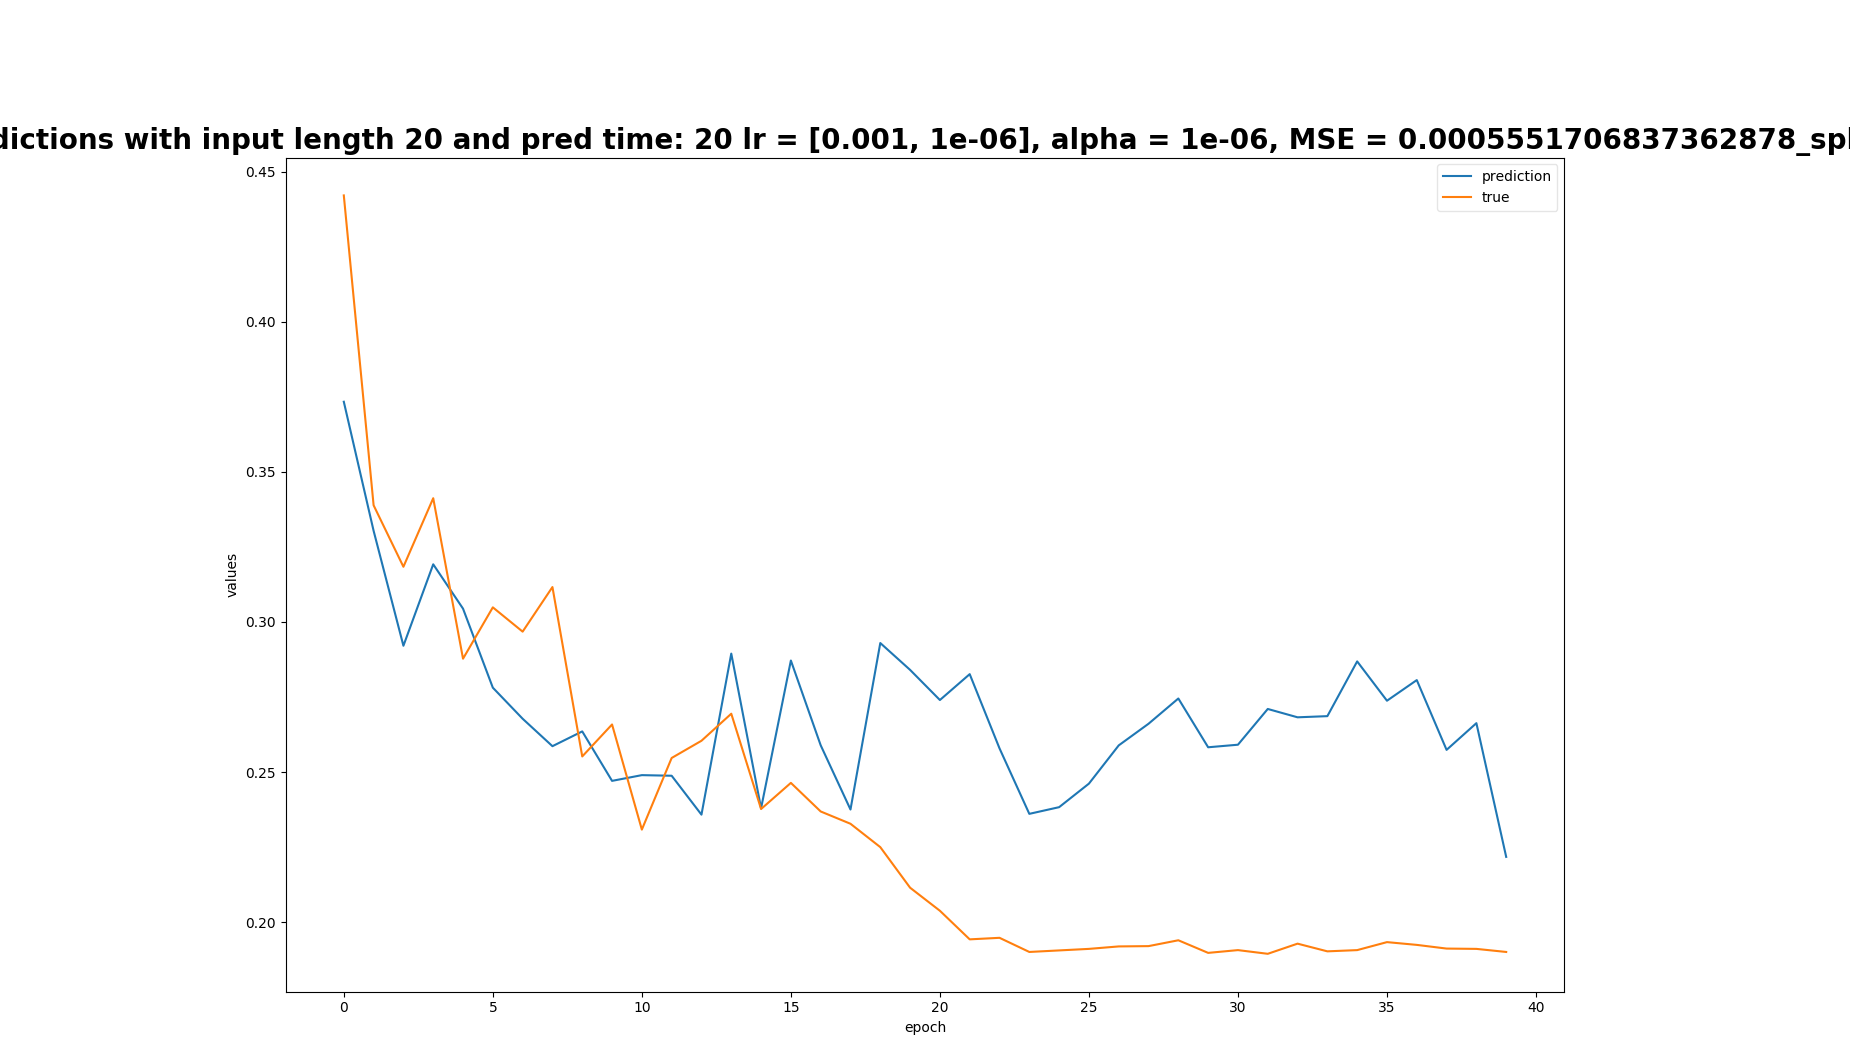 dictions with input length 20 and pred time: 20 lr = [0.001, 1e-06], alpha = 1e-06, MSE = 0.0005551706837362878_spl
prediction
true
0.45
0.40
0.35
0.30
0.25
0.20
values
0 5 10 15 20 25 30 35 40
epoch